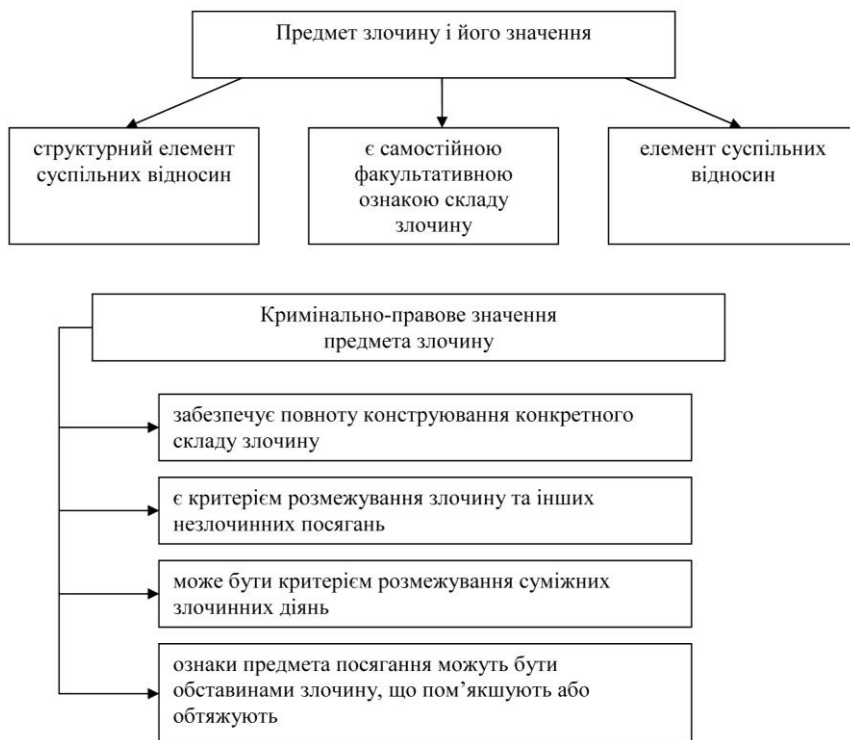 Предмет злочину і його значення
структурний елемент
суспільних відносин
є самостійною
факультативною
ознакою складу
злочину
елемент суспільних
відносин
Кримінально-правове значення
предмета злочину
забезпечує повноту конструювання конкретного
складу злочину
є критерієм розмежування злочину та інших
незлочинних посягань
може бути критерієм розмежування суміжних
злочинних діянь
ознаки предмета посягання можуть бути
обставинами злочину, що пом’якшують або
обтяжують